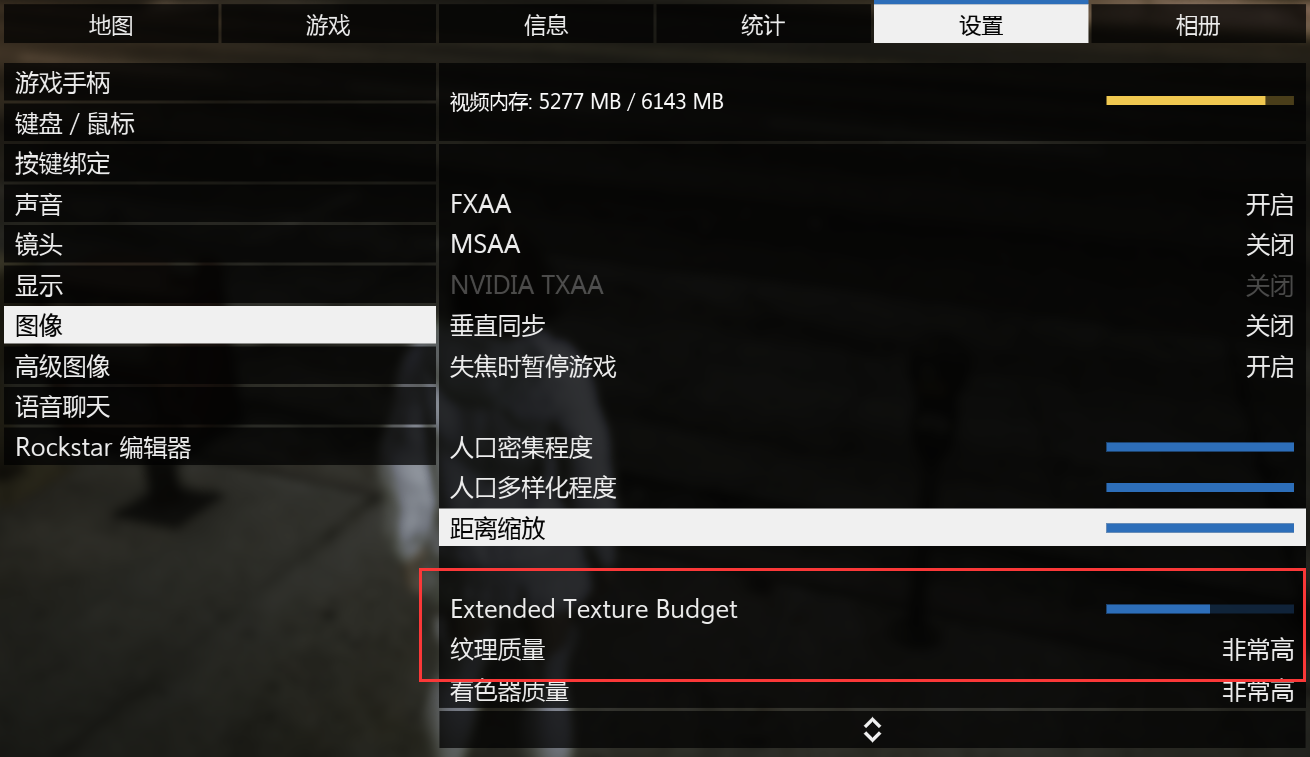 地图 游戏 信息 统计 设置 相册
游戏手柄
键盘 / 鼠标
按键绑定
声音
镜头
显示
图像
高级图像
语音聊天
Rockstar 编辑器
视频内存: 5277 MB / 6143 MB
FXAA 开启
MSAA 关闭
NVIDIA TXAA 关闭
垂直同步 关闭
失焦时暂停游戏 开启
人口密集程度
人口多样化程度
距离缩放
Extended Texture Budget
纹理质量 非常高
着色器质量 非常高